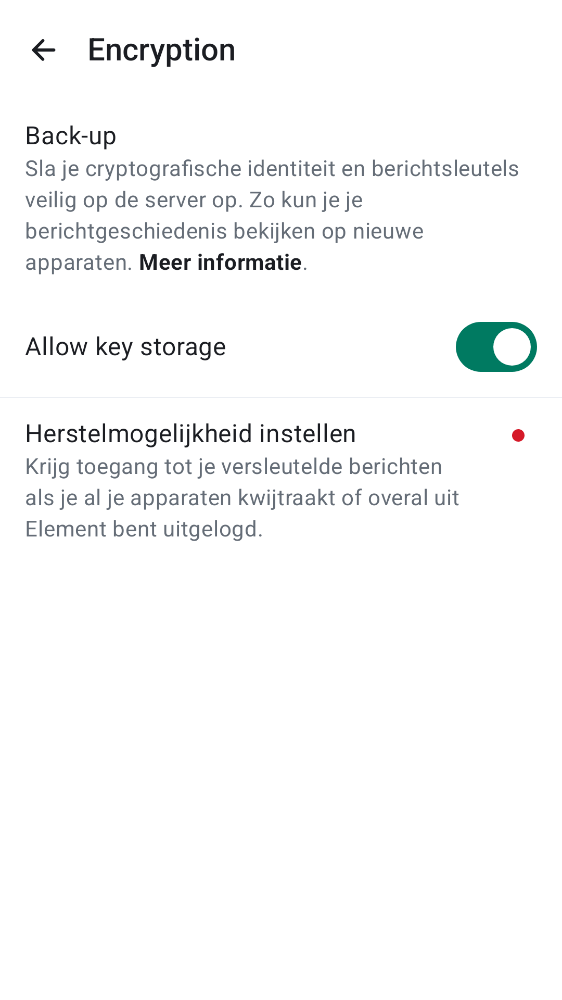 Encryption
Back-up
Sla je cryptografische identiteit en berichtsleutels
veilig op de server op. Zo kun je je
berichtgeschiedenis bekijken op nieuwe
apparaten. Meer informatie.
Allow key storage
Herstelmogelijkheid instellen
Krijg toegang tot je versleutelde berichten
als je al je apparaten kwijtraakt of overal uit
Element bent uitgelogd.